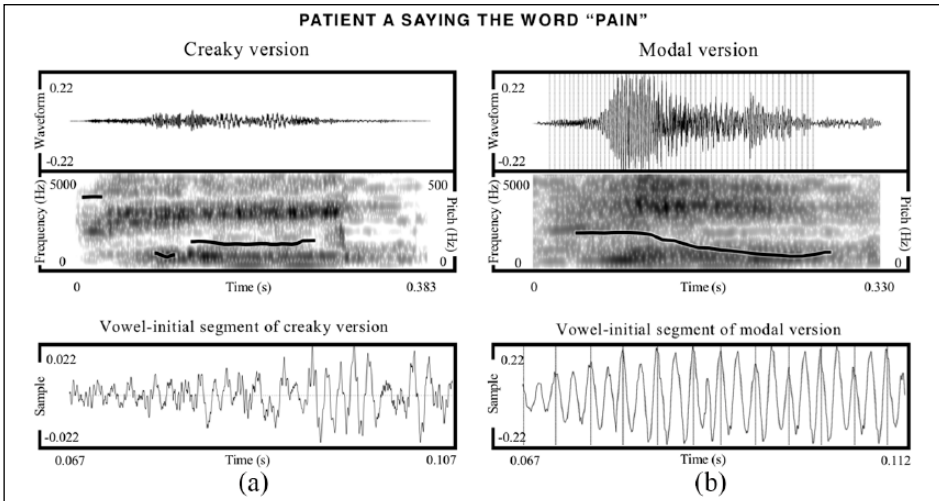 PATIENT A SAYING THE WORD “PAIN”
Creaky version
Waveform
0.22
-0.22
Frequency (Hz)
5000
0
500
0
Pitch (Hz)
0
Time (s)
0.383
Vowel-initial segment of creaky version
Sample
0.022
-0.022
0.067
Time (s)
0.107
(a)
Modal version
Waveform
0.22
-0.22
Frequency (Hz)
5000
0
500
0
Pitch (Hz)
0
Time (s)
0.330
Vowel-initial segment of modal version
Sample
0.22
-0.22
0.067
Time (s)
0.112
(b)